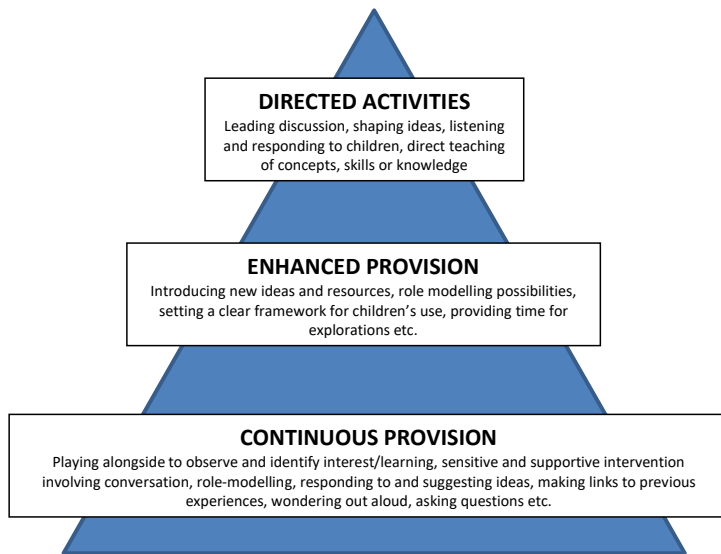 DIRECTED ACTIVITIES
Leading discussion, shaping ideas, listening
and responding to children, direct teaching
of concepts, skills or knowledge
ENHANCED PROVISION
Introducing new ideas and resources, role modelling possibilities,
setting a clear framework for children’s use, providing time for
explorations etc.
CONTINUOUS PROVISION
Playing alongside to observe and identify interest/learning, sensitive and supportive intervention
involving conversation, role-modelling, responding to and suggesting ideas, making links to previous
experiences, wondering out aloud, asking questions etc.